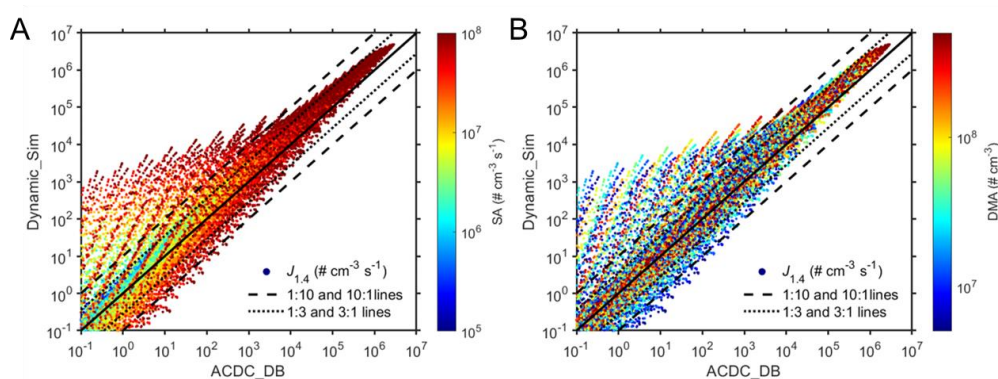 A
Dynamic_Sim
10^7
10^6
10^5
10^4
10^3
10^2
10^1
10^0
10^-1
J_1.4 (# cm^-3 s^-1)
1:10 and 10:1lines
1:3 and 3:1 lines
10^-1 10^0 10^1 10^2 10^3 10^4 10^5 10^6 10^7
ACDC_DB
10^8
10^7
10^6
10^5
SA (# cm^-3 s^-1)
B
Dynamic_Sim
10^7
10^6
10^5
10^4
10^3
10^2
10^1
10^0
10^-1
J_1.4 (# cm^-3 s^-1)
1:10 and 10:1lines
1:3 and 3:1 lines
10^-1 10^0 10^1 10^2 10^3 10^4 10^5 10^6 10^7
ACDC_DB
10^8
10^7
DMA (# cm^-3)